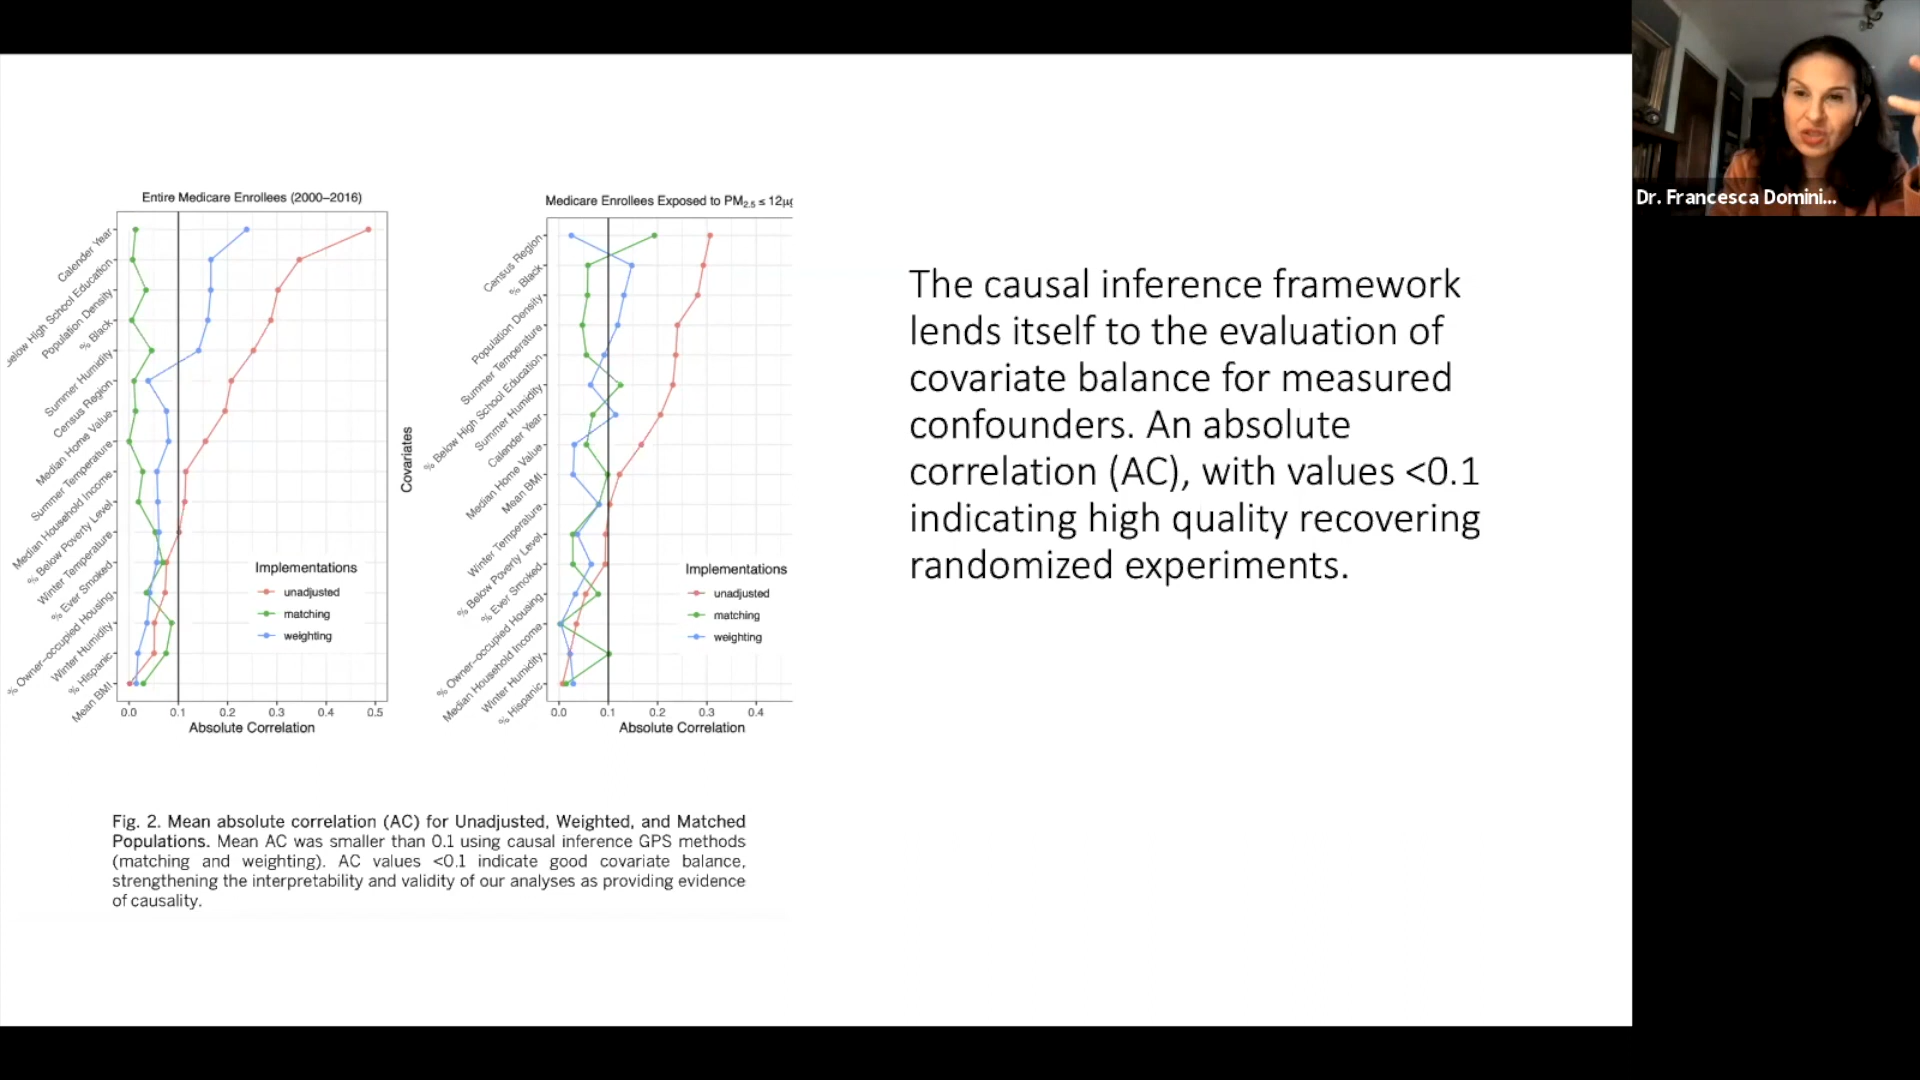 Entire Medicare Enrollees (2000–2016)
Calender Year
Below High School Education
Population Density
% Black
Summer Humidity
Census Region
Median Home Value
Summer Temperature
Median Household Income
% Below Poverty Level
Winter Temperature
% Ever Smoked
% Owner–occupied Housing
Winter Humidity
% Hispanic
Mean BMI
Implementations
unadjusted
matching
weighting
0.0 0.1 0.2 0.3 0.4 0.5
Absolute Correlation
Medicare Enrollees Exposed to PM2.5 ≤ 12μg
Covariates
Census Region
% Black
Population Density
Summer Temperature
% Below High School Education
Summer Humidity
Calender Year
Median Home Value
Mean BMI
Winter Temperature
% Below Poverty Level
% Ever Smoked
% Owner–occupied Housing
Median Household Income
Winter Humidity
% Hispanic
Implementations
unadjusted
matching
weighting
0.0 0.1 0.2 0.3 0.4
Absolute Correlation
Fig. 2. Mean absolute correlation (AC) for Unadjusted, Weighted, and Matched
Populations. Mean AC was smaller than 0.1 using causal inference GPS methods
(matching and weighting). AC values <0.1 indicate good covariate balance,
strengthening the interpretability and validity of our analyses as providing evidence
of causality.
The causal inference framework
lends itself to the evaluation of
covariate balance for measured
confounders. An absolute
correlation (AC), with values <0.1
indicating high quality recovering
randomized experiments.
Dr. Francesca Domini...